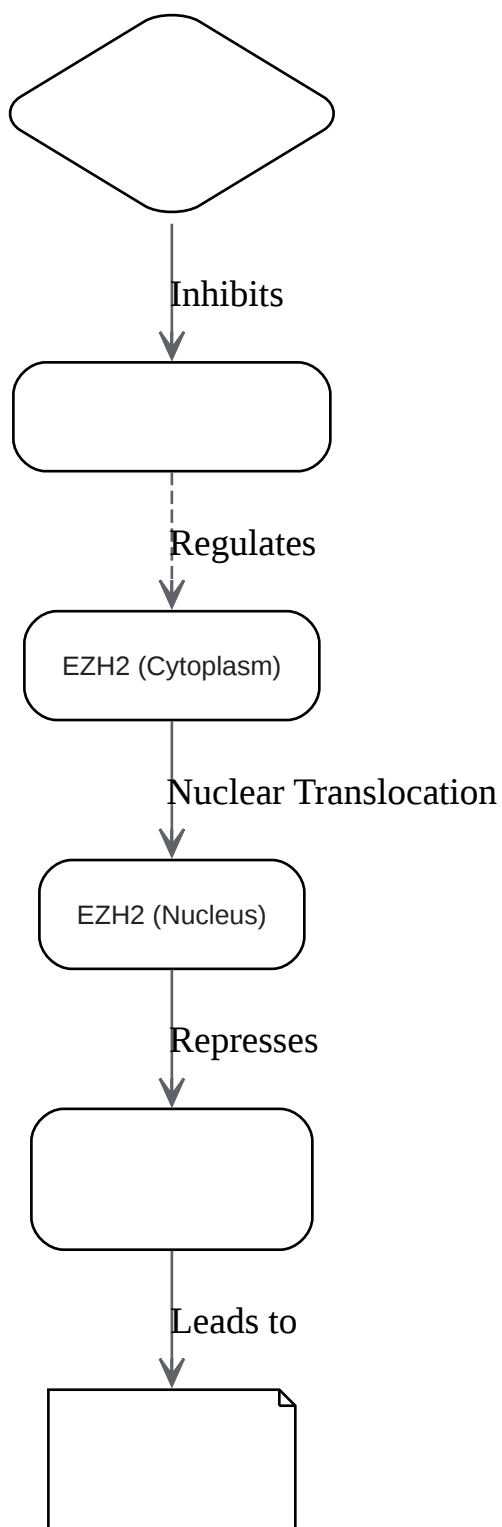 Inhibits
Regulates
EZH2 (Cytoplasm)
Nuclear Translocation
EZH2 (Nucleus)
Represses
Leads to